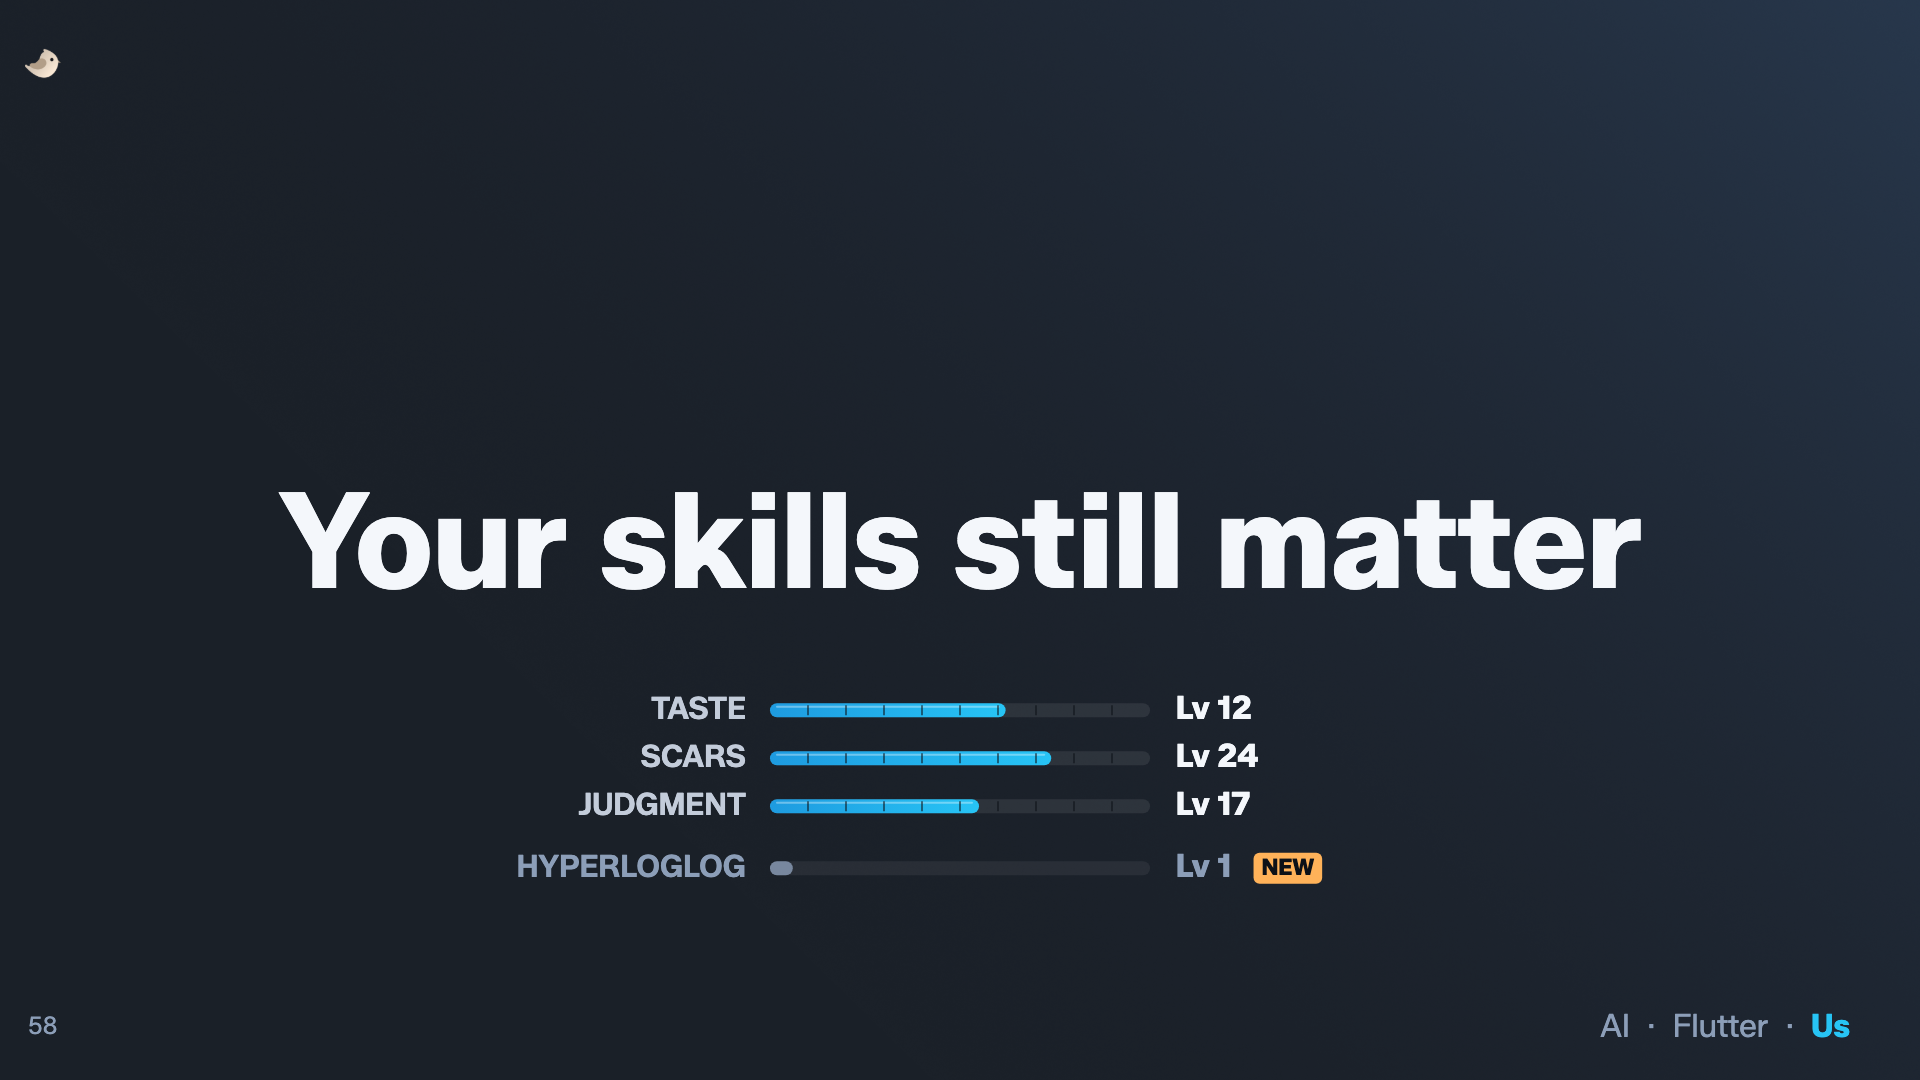 Your skills still matter
TASTE Lv 12
SCARS Lv 24
JUDGMENT Lv 17
HYPERLOGLOG Lv 1 NEW
58
AI · Flutter · Us